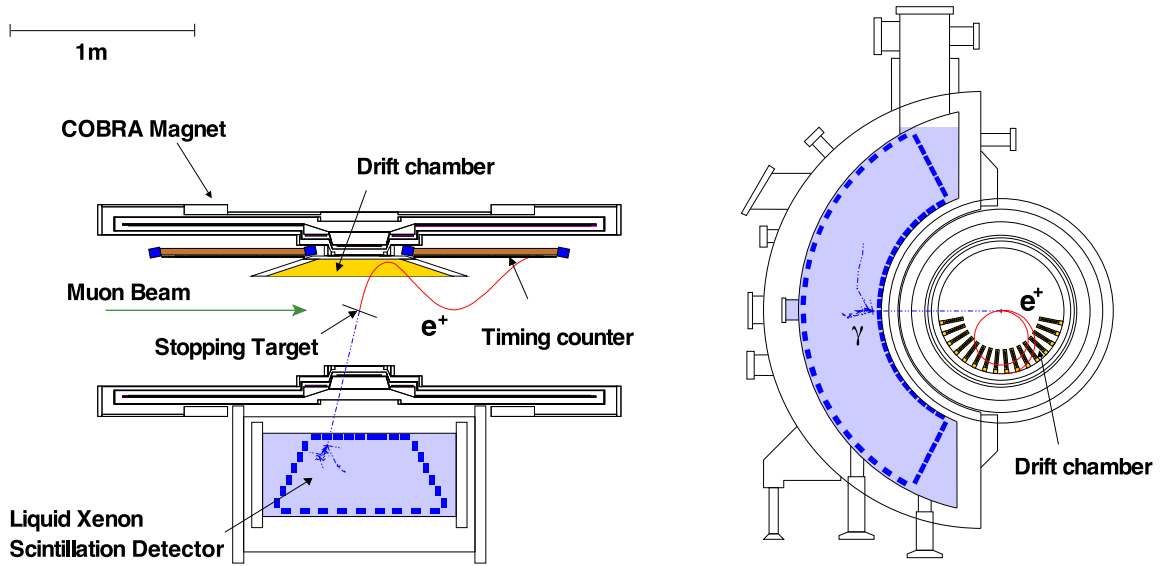 1m
COBRA Magnet
Drift chamber
Muon Beam
e+
Stopping Target
Timing counter
Liquid Xenon
Scintillation Detector
γ
e+
Drift chamber